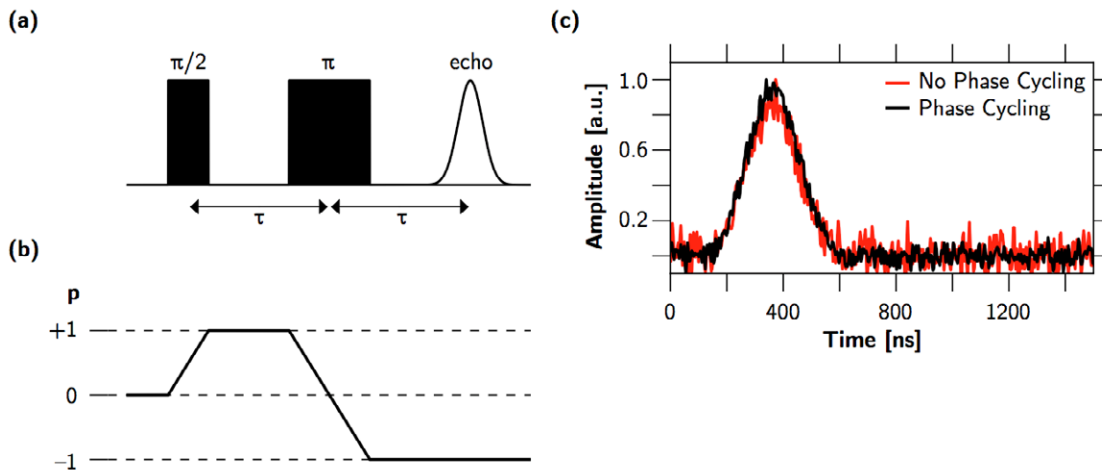 (a)
π/2
π
echo
τ
τ
(b)
p
+1
0
−1
(c)
Amplitude [a.u.]
1.0
0.6
0.2
No Phase Cycling
Phase Cycling
0
400
800
1200
Time [ns]